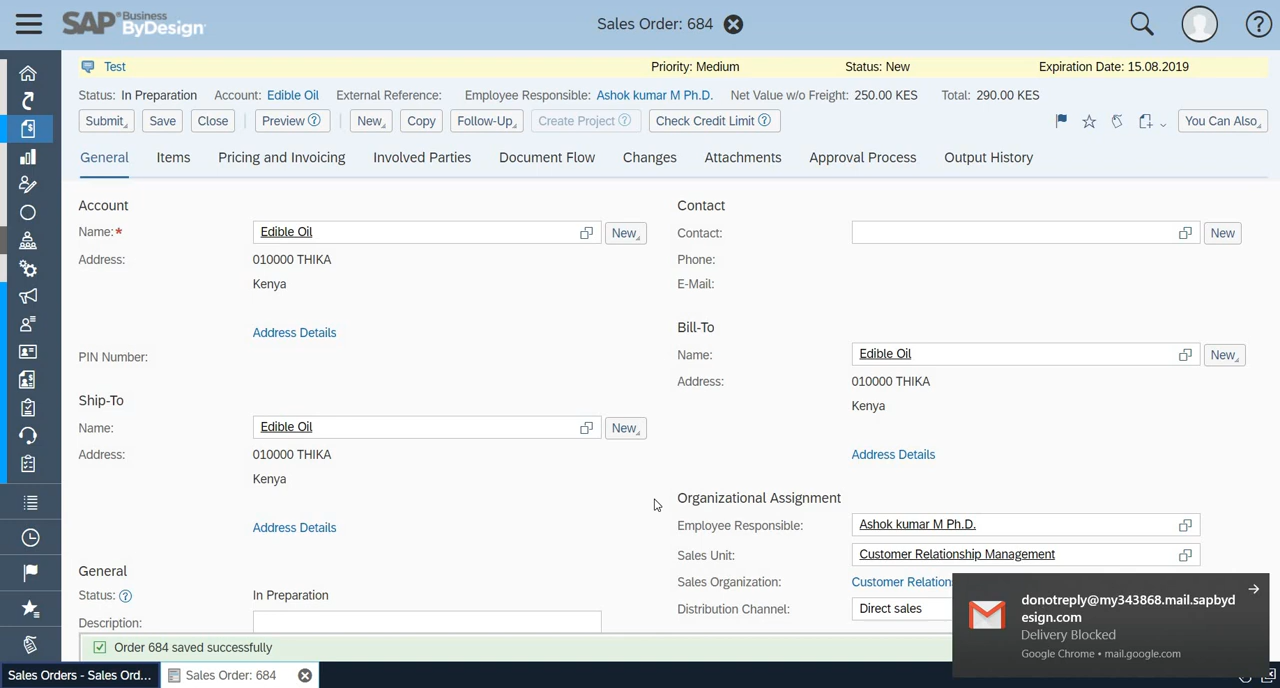 SAP Business ByDesign
Sales Order: 684
Test Priority: Medium Status: New Expiration Date: 15.08.2019
Status: In Preparation Account: Edible Oil External Reference: Employee Responsible: Ashok kumar M Ph.D. Net Value w/o Freight: 250.00 KES Total: 290.00 KES
Submit Save Close Preview New Copy Follow-Up Create Project Check Credit Limit You Can Also
General Items Pricing and Invoicing Involved Parties Document Flow Changes Attachments Approval Process Output History
Account
Name:* Edible Oil New
Address: 010000 THIKA
Kenya
Address Details
PIN Number:
Ship-To
Name: Edible Oil New
Address: 010000 THIKA
Kenya
Address Details
General
Status: In Preparation
Description:
Contact
Contact: New
Phone:
E-Mail:
Bill-To
Name: Edible Oil New
Address: 010000 THIKA
Kenya
Address Details
Organizational Assignment
Employee Responsible: Ashok kumar M Ph.D.
Sales Unit: Customer Relationship Management
Sales Organization: Customer Relation
Distribution Channel: Direct sales
donotreply@my343868.mail.sapbyd
esign.com
Delivery Blocked
Google Chrome • mail.google.com
Order 684 saved successfully
Sales Orders - Sales Ord... Sales Order: 684